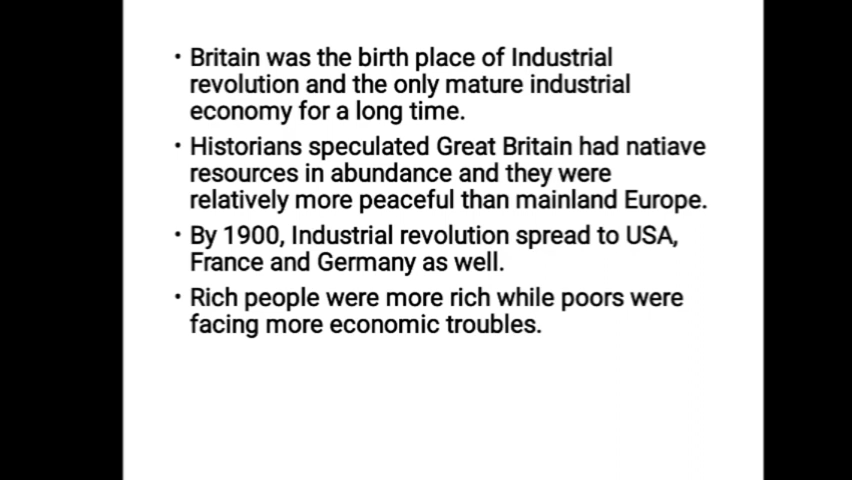 • Britain was the birth place of Industrial
revolution and the only mature industrial
economy for a long time.
• Historians speculated Great Britain had natiave
resources in abundance and they were
relatively more peaceful than mainland Europe.
• By 1900, Industrial revolution spread to USA,
France and Germany as well.
• Rich people were more rich while poors were
facing more economic troubles.